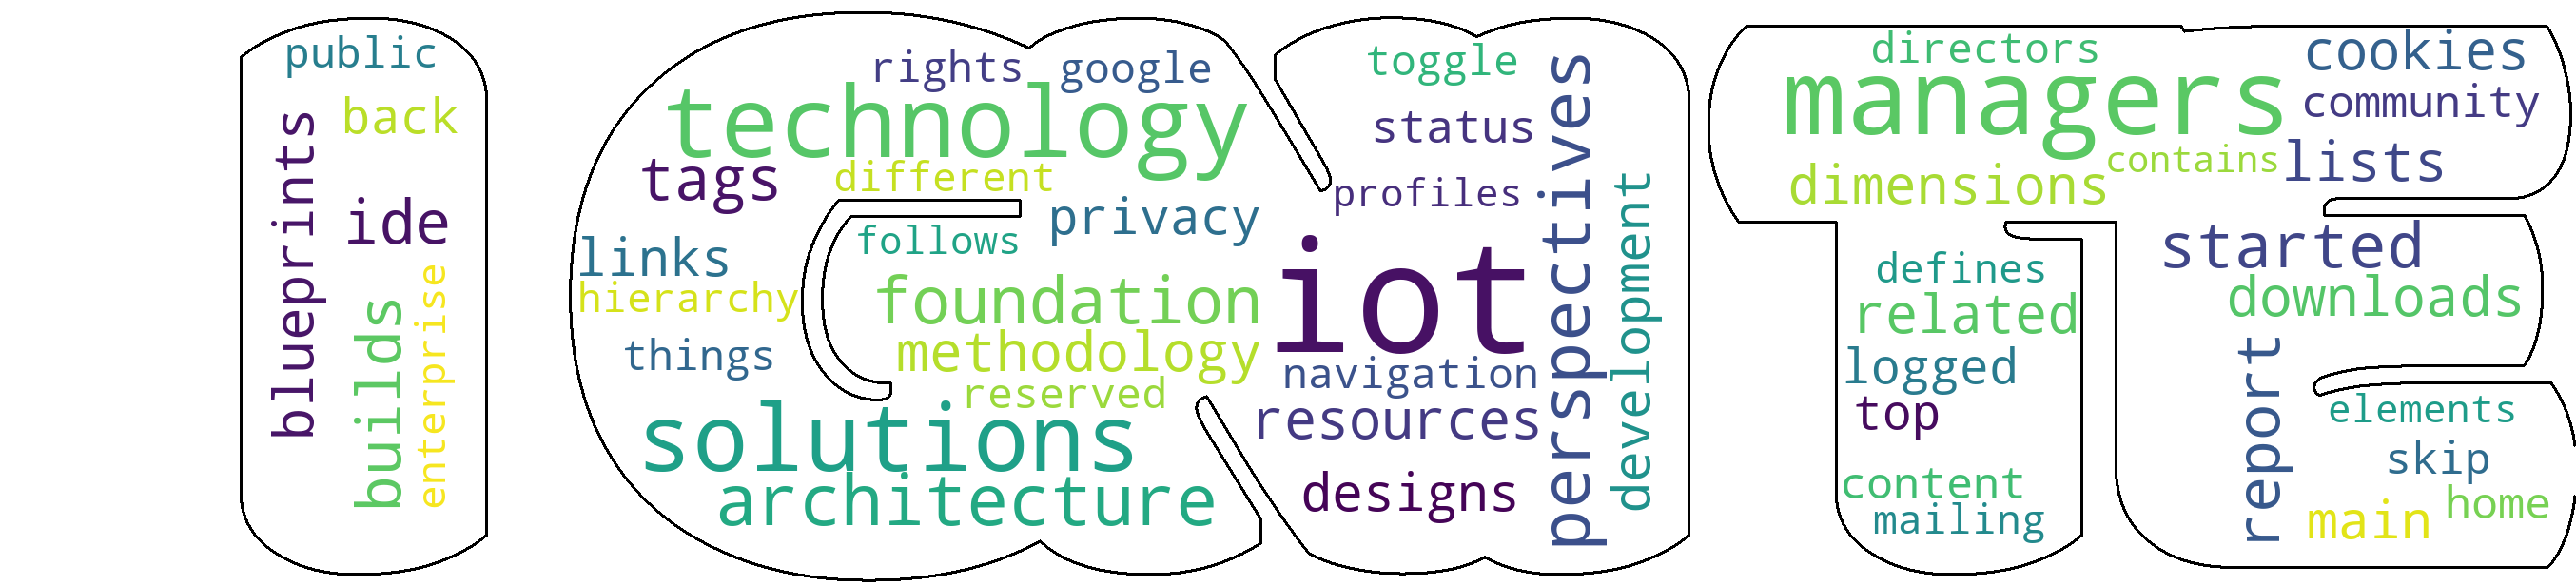 public
back
blueprints
ide
builds
enterprise
rights
google
technology
tags
different
privacy
links
follows
hierarchy
foundation
things
methodology
reserved
solutions
architecture
toggle
status
profiles
perspectives
development
iot
navigation
resources
designs
directors
cookies
managers
community
contains
lists
dimensions
started
defines
downloads
related
logged
report
top
elements
skip
content
home
mailing
main